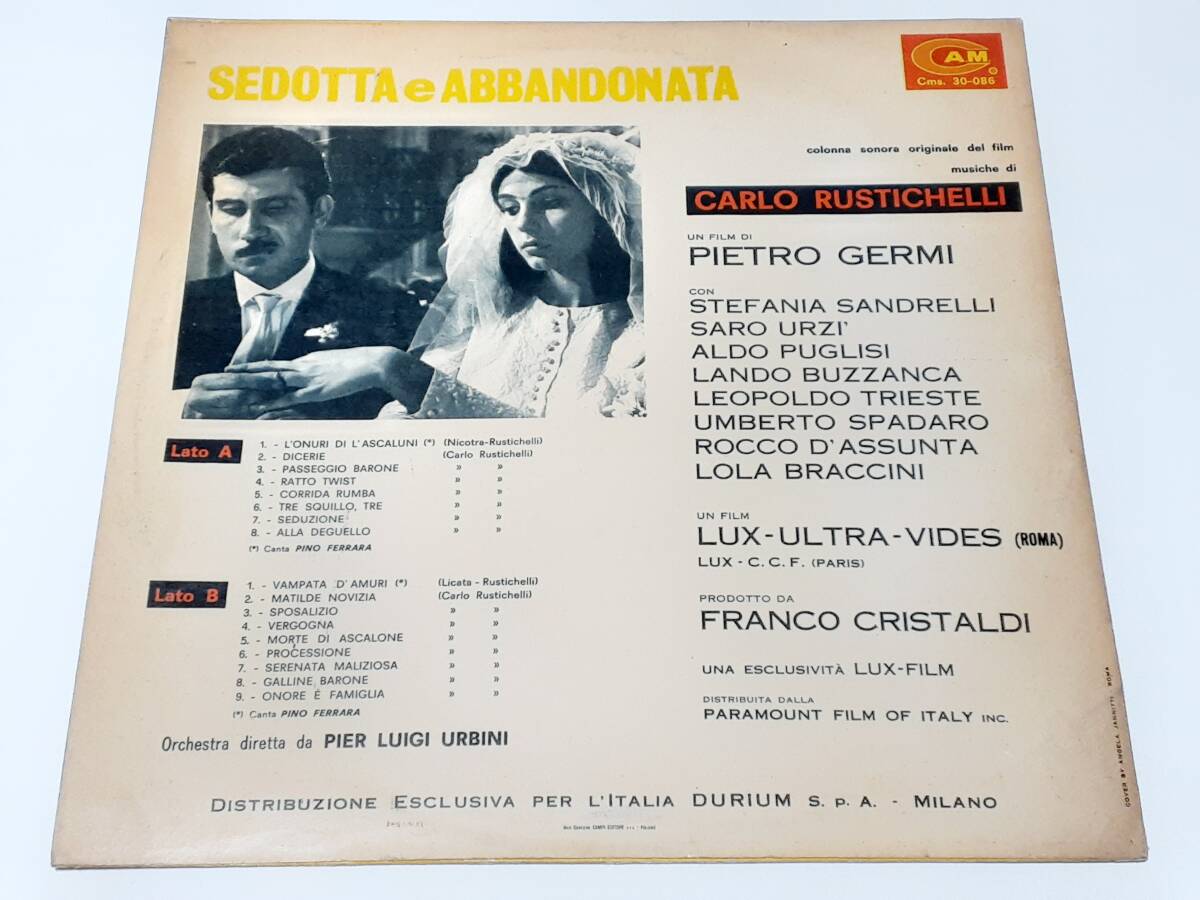 SEDOTTA e ABBANDONATA
CAM
®
Cms. 30-086
colonna sonora originale del film
musiche di
CARLO RUSTICHELLI
UN FILM DI
PIETRO GERMI
CON
STEFANIA SANDRELLI
SARO URZI'
ALDO PUGLISI
LANDO BUZZANCA
LEOPOLDO TRIESTE
UMBERTO SPADARO
ROCCO D'ASSUNTA
LOLA BRACCINI
UN FILM
LUX-ULTRA-VIDES (ROMA)
LUX - C.C.F. (PARIS)
PRODOTTO DA
FRANCO CRISTALDI
UNA ESCLUSIVITÀ LUX-FILM
DISTRIBUITA DALLA
PARAMOUNT FILM OF ITALY INC.
Lato A
1. - L'ONURI DI L'ASCALUNI (*) (Nicotra-Rustichelli)
2. - DICERIE (Carlo Rustichelli)
3. - PASSEGGIO BARONE » »
4. - RATTO TWIST » »
5. - CORRIDA RUMBA » »
6. - TRE SQUILLO, TRE » »
7. - SEDUZIONE » »
8. - ALLA DEGUELLO » »
(*) Canta PINO FERRARA
Lato B
1. - VAMPATA D'AMURI (*) (Licata - Rustichelli)
2. - MATILDE NOVIZIA (Carlo Rustichelli)
3. - SPOSALIZIO » »
4. - VERGOGNA » »
5. - MORTE DI ASCALONE » »
6. - PROCESSIONE » »
7. - SERENATA MALIZIOSA » »
8. - GALLINE BARONE » »
9. - ONORE È FAMIGLIA » »
(*) Canta PINO FERRARA
Orchestra diretta da PIER LUIGI URBINI
DISTRIBUZIONE ESCLUSIVA PER L'ITALIA DURIUM S. p. A. - MILANO
COVER BY ANGELA JANNITTI ROMA